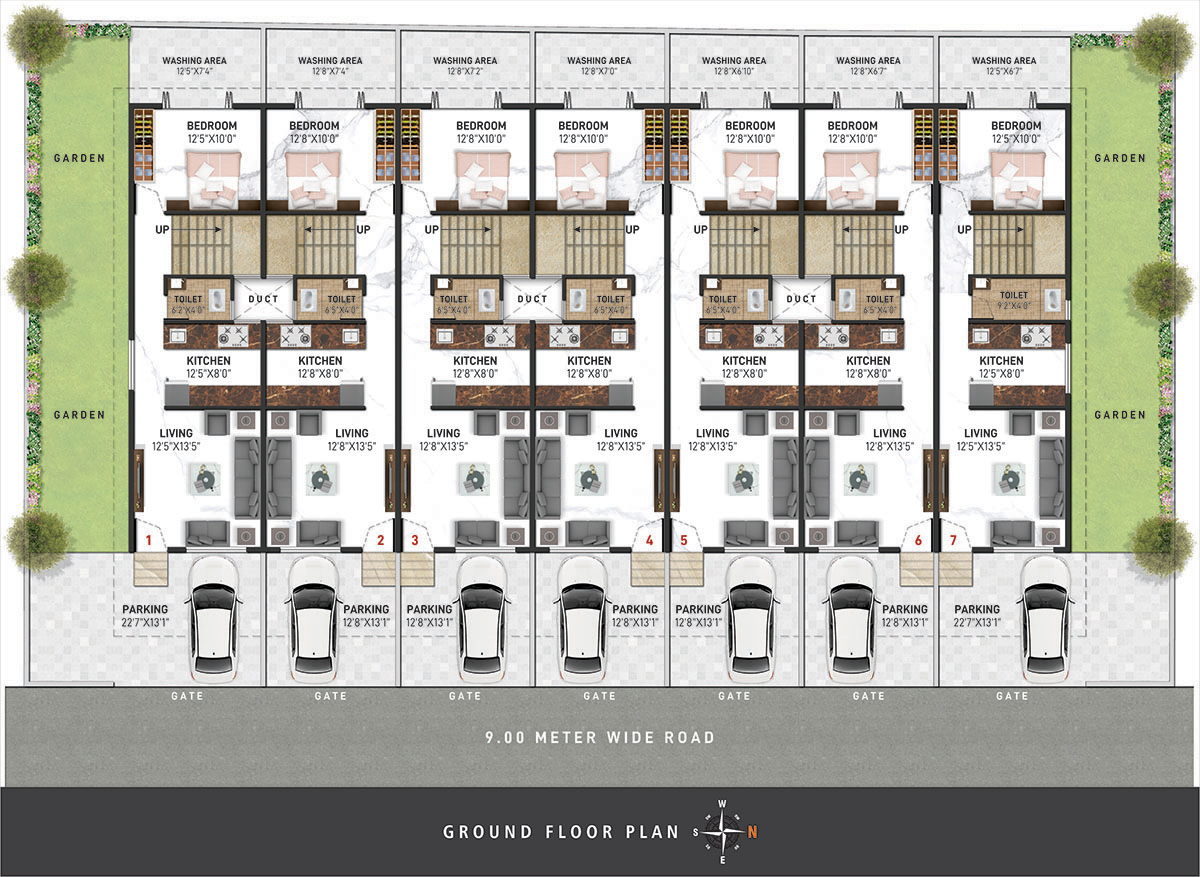 WASHING AREA
12'5"X7'4"
WASHING AREA
12'8"X7'4"
WASHING AREA
12'8"X7'2"
WASHING AREA
12'8"X7'0"
WASHING AREA
12'8"X6'10"
WASHING AREA
12'8"X6'7"
WASHING AREA
12'5"X6'7"
BEDROOM
12'5"X10'0"
BEDROOM
12'8"X10'0"
BEDROOM
12'8"X10'0"
BEDROOM
12'8"X10'0"
BEDROOM
12'8"X10'0"
BEDROOM
12'8"X10'0"
BEDROOM
12'5"X10'0"
GARDEN
GARDEN
UP
UP
UP
UP
UP
UP
UP
TOILET
6'2"X4'0"
DUCT
TOILET
6'5"X4'0"
TOILET
6'5"X4'0"
DUCT
TOILET
6'5"X4'0"
TOILET
6'5"X4'0"
DUCT
TOILET
6'5"X4'0"
TOILET
9'2"X4'0"
KITCHEN
12'5"X8'0"
KITCHEN
12'8"X8'0"
KITCHEN
12'8"X8'0"
KITCHEN
12'8"X8'0"
KITCHEN
12'8"X8'0"
KITCHEN
12'8"X8'0"
KITCHEN
12'5"X8'0"
GARDEN
GARDEN
LIVING
12'5"X13'5"
LIVING
12'8"X13'5"
LIVING
12'8"X13'5"
LIVING
12'8"X13'5"
LIVING
12'8"X13'5"
LIVING
12'8"X13'5"
LIVING
12'5"X13'5"
1
2
3
4
5
6
7
PARKING
22'7"X13'1"
PARKING
12'8"X13'1"
PARKING
12'8"X13'1"
PARKING
12'8"X13'1"
PARKING
12'8"X13'1"
PARKING
12'8"X13'1"
PARKING
22'7"X13'1"
GATE
GATE
GATE
GATE
GATE
GATE
GATE
9.00 METER WIDE ROAD
GROUND FLOOR PLAN
W
S
N
E